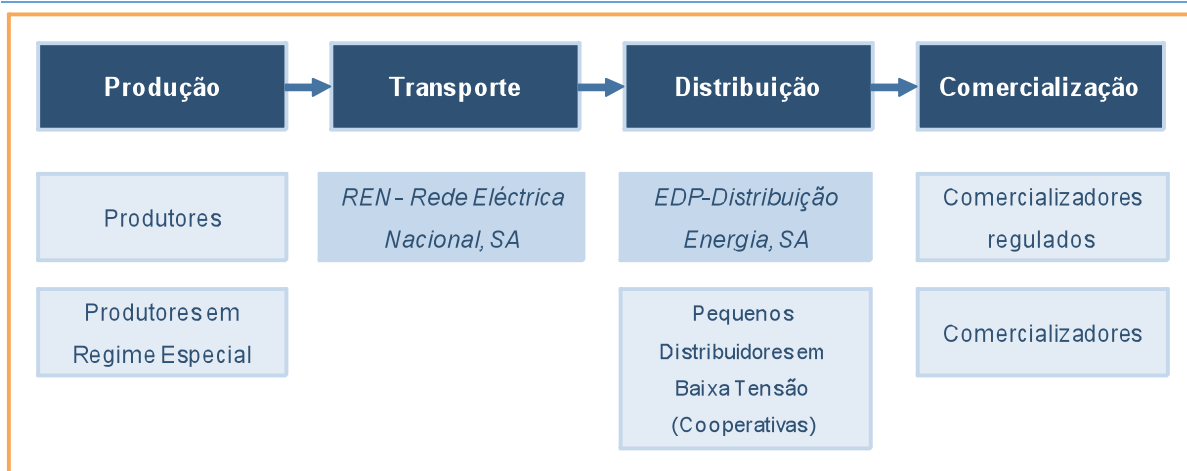 Produção
Transporte
Distribuição
Comercialização
Produtores
REN - Rede Eléctrica
Nacional, SA
EDP-Distribuição
Energia, SA
Comercializadores
regulados
Produtores em
Regime Especial
Pequenos
Distribuidores em
Baixa Tensão
(Cooperativas)
Comercializadores